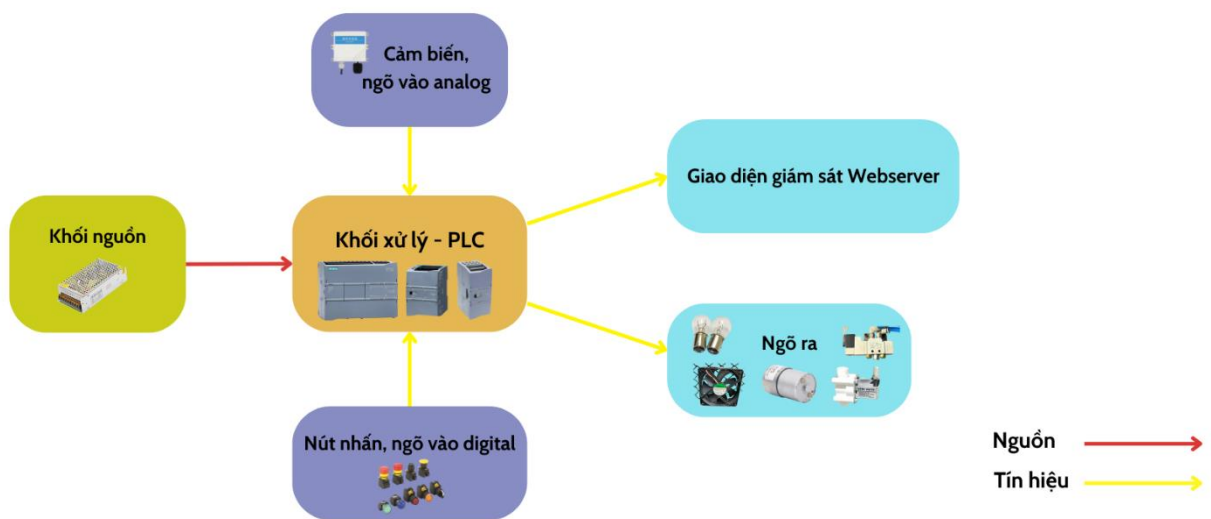 Cảm biến,
ngõ vào analog
Giao diện giám sát Webserver
Khối nguồn
Khối xử lý - PLC
Ngõ ra
Nút nhấn, ngõ vào digital
Nguồn
Tín hiệu